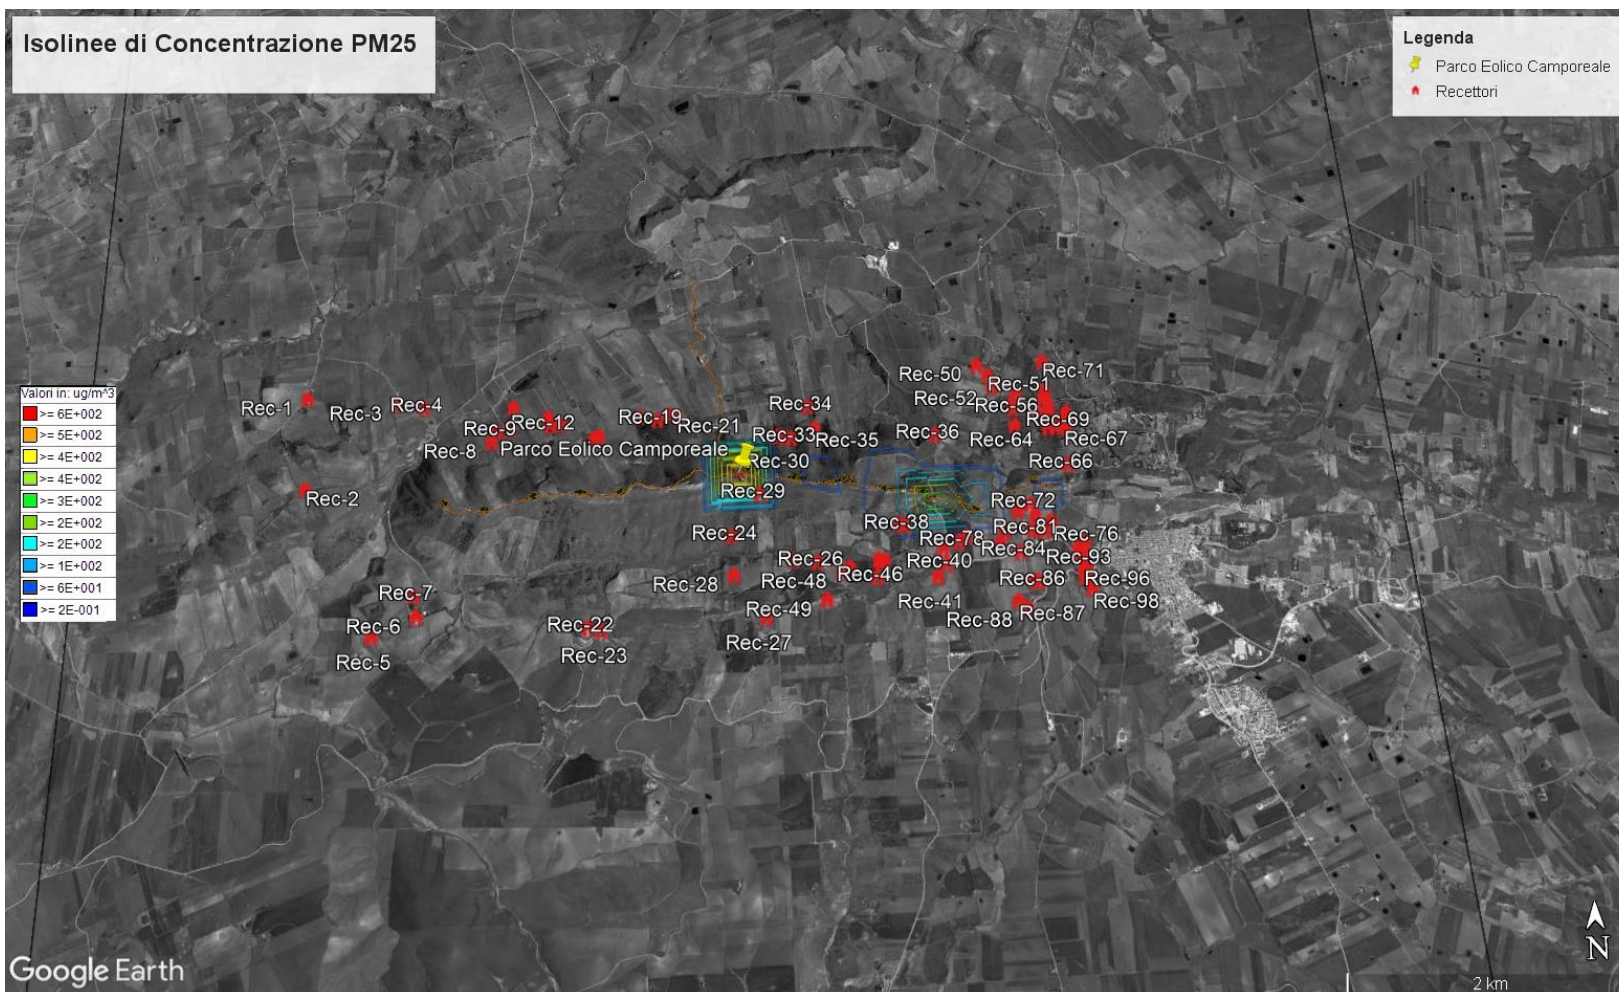 Isolinee di Concentrazione PM25
Legenda
Parco Eolico Camporeale
Recettori
Rec-50
Rec-71
Rec-51
Rec-52
Rec-56
Rec-1
Rec-3
Rec-4
Rec-34
Rec-9
Rec-12
Rec-19
Rec-21
Rec-33
Rec-35
Rec-36
Rec-69
Rec-64
Rec-67
Rec-8
Parco Eolico Camporeale
Rec-30
Rec-66
Rec-2
Rec-29
Rec-72
Rec-24
Rec-38
Rec-81
Rec-76
Rec-78
Rec-84
Rec-93
Rec-26
Rec-40
Rec-28
Rec-48
Rec-46
Rec-86
Rec-96
Rec-7
Rec-49
Rec-41
Rec-98
Rec-6
Rec-22
Rec-88
Rec-87
Rec-27
Rec-5
Rec-23
Valori in: ug/m^3
>= 6E+002
>= 5E+002
>= 4E+002
>= 4E+002
>= 3E+002
>= 2E+002
>= 2E+002
>= 1E+002
>= 6E+001
>= 2E-001
N
Google Earth
2 km